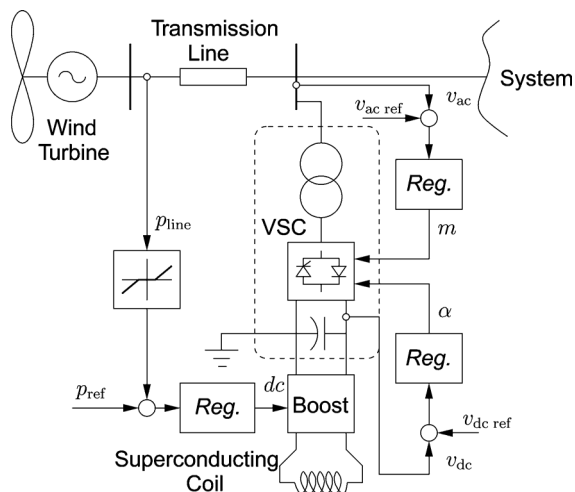 Transmission
Line
System
v_ac
v_ac ref
Wind
Turbine
Reg.
VSC
p_line
m
α
Reg.
dc
p_ref
Reg.
Boost
v_dc ref
v_dc
Superconducting
Coil